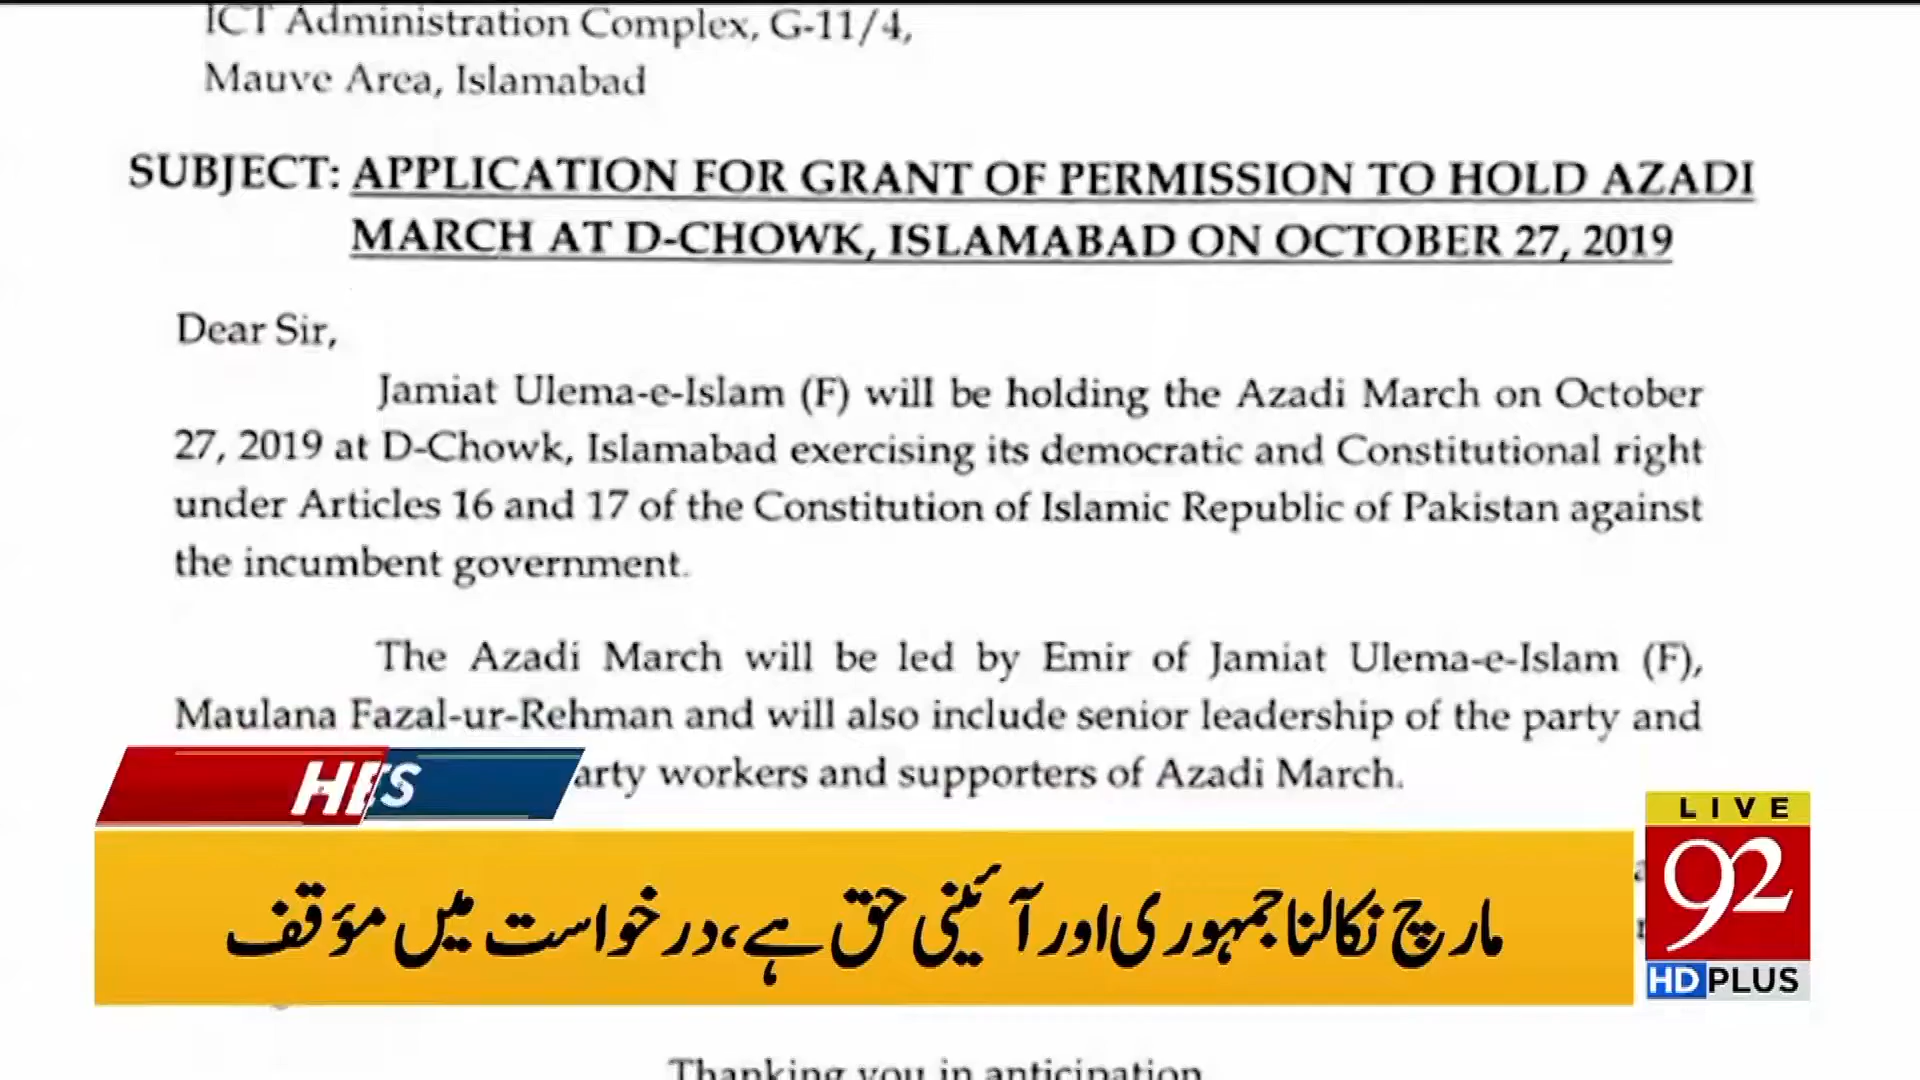 ICT Administration Complex, G-11/4,
Mauve Area, Islamabad
SUBJECT: APPLICATION FOR GRANT OF PERMISSION TO HOLD AZADI
MARCH AT D-CHOWK, ISLAMABAD ON OCTOBER 27, 2019
Dear Sir,
Jamiat Ulema-e-Islam (F) will be holding the Azadi March on October
27, 2019 at D-Chowk, Islamabad exercising its democratic and Constitutional right
under Articles 16 and 17 of the Constitution of Islamic Republic of Pakistan against
the incumbent government.
The Azadi March will be led by Emir of Jamiat Ulema-e-Islam (F),
Maulana Fazal-ur-Rehman and will also include senior leadership of the party and
arty workers and supporters of Azadi March.
LIVE
92
HD PLUS
مارچ نکالنا جمہوری اور آئینی حق ہے، درخواست میں مؤقف
Thanking you in anticipation